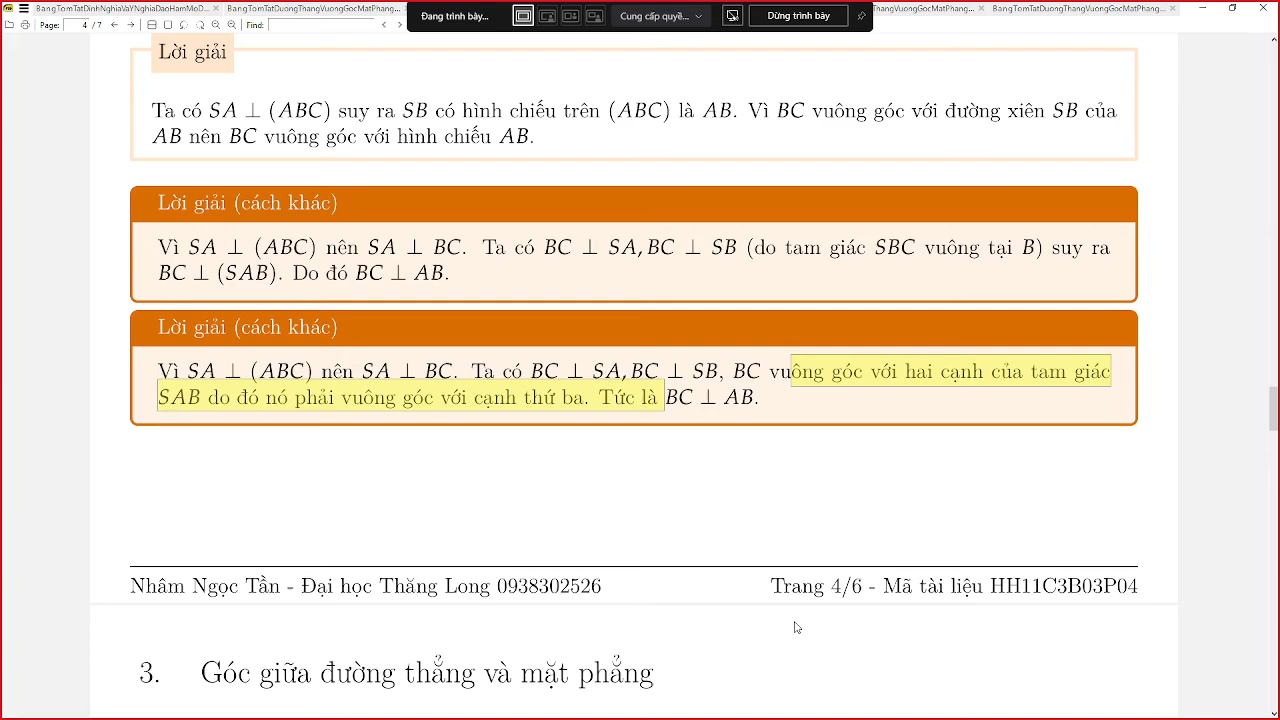 BangTomTatDinhNghiaVaYNghiaDaoHamMoD...
BangTomTatDuongThangVuongGocMatPhang...
Đang trình bày...
Cung cấp quyề...
Dừng trình bày
ThangVuongGocMatPhang...
BangTomTatDuongThangVuongGocMatPhang...
Page: 4 / 7 Find:
Lời giải
Ta có SA ⊥ (ABC) suy ra SB có hình chiếu trên (ABC) là AB. Vì BC vuông góc với đường xiên SB của
AB nên BC vuông góc với hình chiếu AB.
Lời giải (cách khác)
Vì SA ⊥ (ABC) nên SA ⊥ BC. Ta có BC ⊥ SA, BC ⊥ SB (do tam giác SBC vuông tại B) suy ra
BC ⊥ (SAB). Do đó BC ⊥ AB.
Lời giải (cách khác)
Vì SA ⊥ (ABC) nên SA ⊥ BC. Ta có BC ⊥ SA, BC ⊥ SB, BC vuông góc với hai cạnh của tam giác
SAB do đó nó phải vuông góc với cạnh thứ ba. Tức là BC ⊥ AB.
Nhâm Ngọc Tần - Đại học Thăng Long 0938302526
Trang 4/6 - Mã tài liệu HH11C3B03P04
3. Góc giữa đường thẳng và mặt phẳng